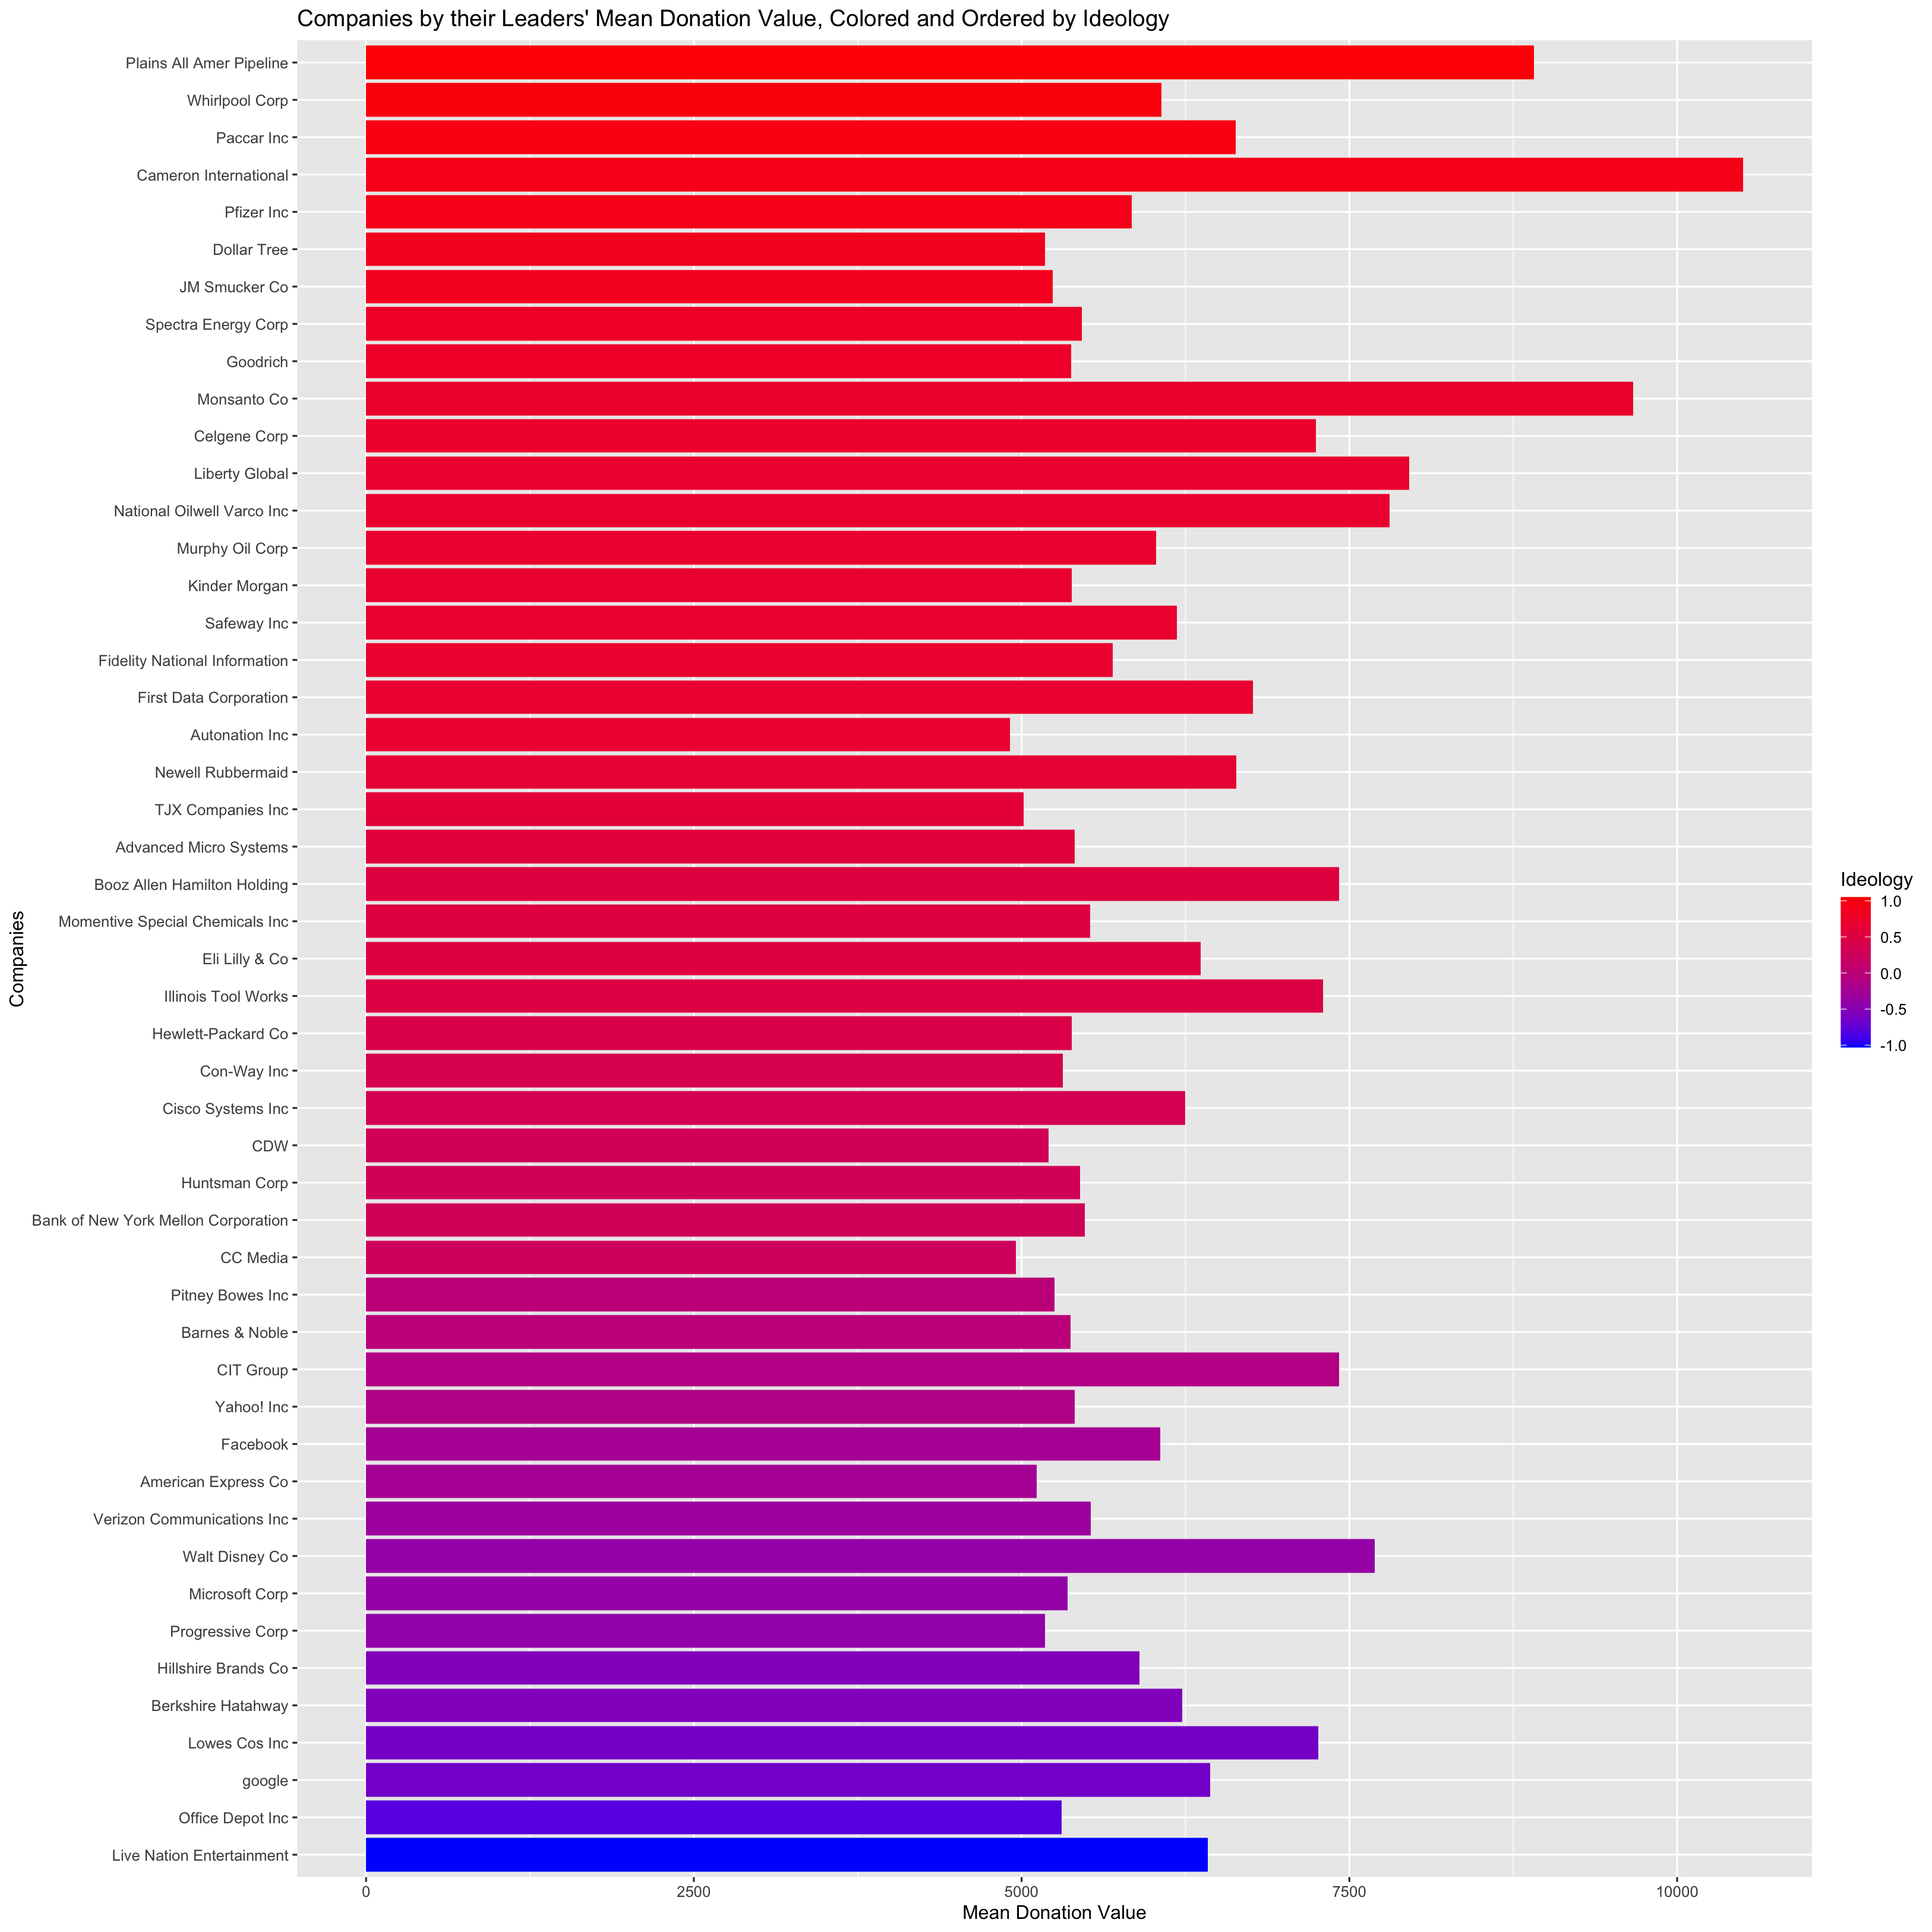 Companies by their Leaders' Mean Donation Value, Colored and Ordered by Ideology
Companies
Plains All Amer Pipeline
Whirlpool Corp
Paccar Inc
Cameron International
Pfizer Inc
Dollar Tree
JM Smucker Co
Spectra Energy Corp
Goodrich
Monsanto Co
Celgene Corp
Liberty Global
National Oilwell Varco Inc
Murphy Oil Corp
Kinder Morgan
Safeway Inc
Fidelity National Information
First Data Corporation
Autonation Inc
Newell Rubbermaid
TJX Companies Inc
Advanced Micro Systems
Booz Allen Hamilton Holding
Momentive Special Chemicals Inc
Eli Lilly & Co
Illinois Tool Works
Hewlett-Packard Co
Con-Way Inc
Cisco Systems Inc
CDW
Huntsman Corp
Bank of New York Mellon Corporation
CC Media
Pitney Bowes Inc
Barnes & Noble
CIT Group
Yahoo! Inc
Facebook
American Express Co
Verizon Communications Inc
Walt Disney Co
Microsoft Corp
Progressive Corp
Hillshire Brands Co
Berkshire Hatahway
Lowes Cos Inc
google
Office Depot Inc
Live Nation Entertainment
0 2500 5000 7500 10000
Mean Donation Value
Ideology
1.0
0.5
0.0
-0.5
-1.0